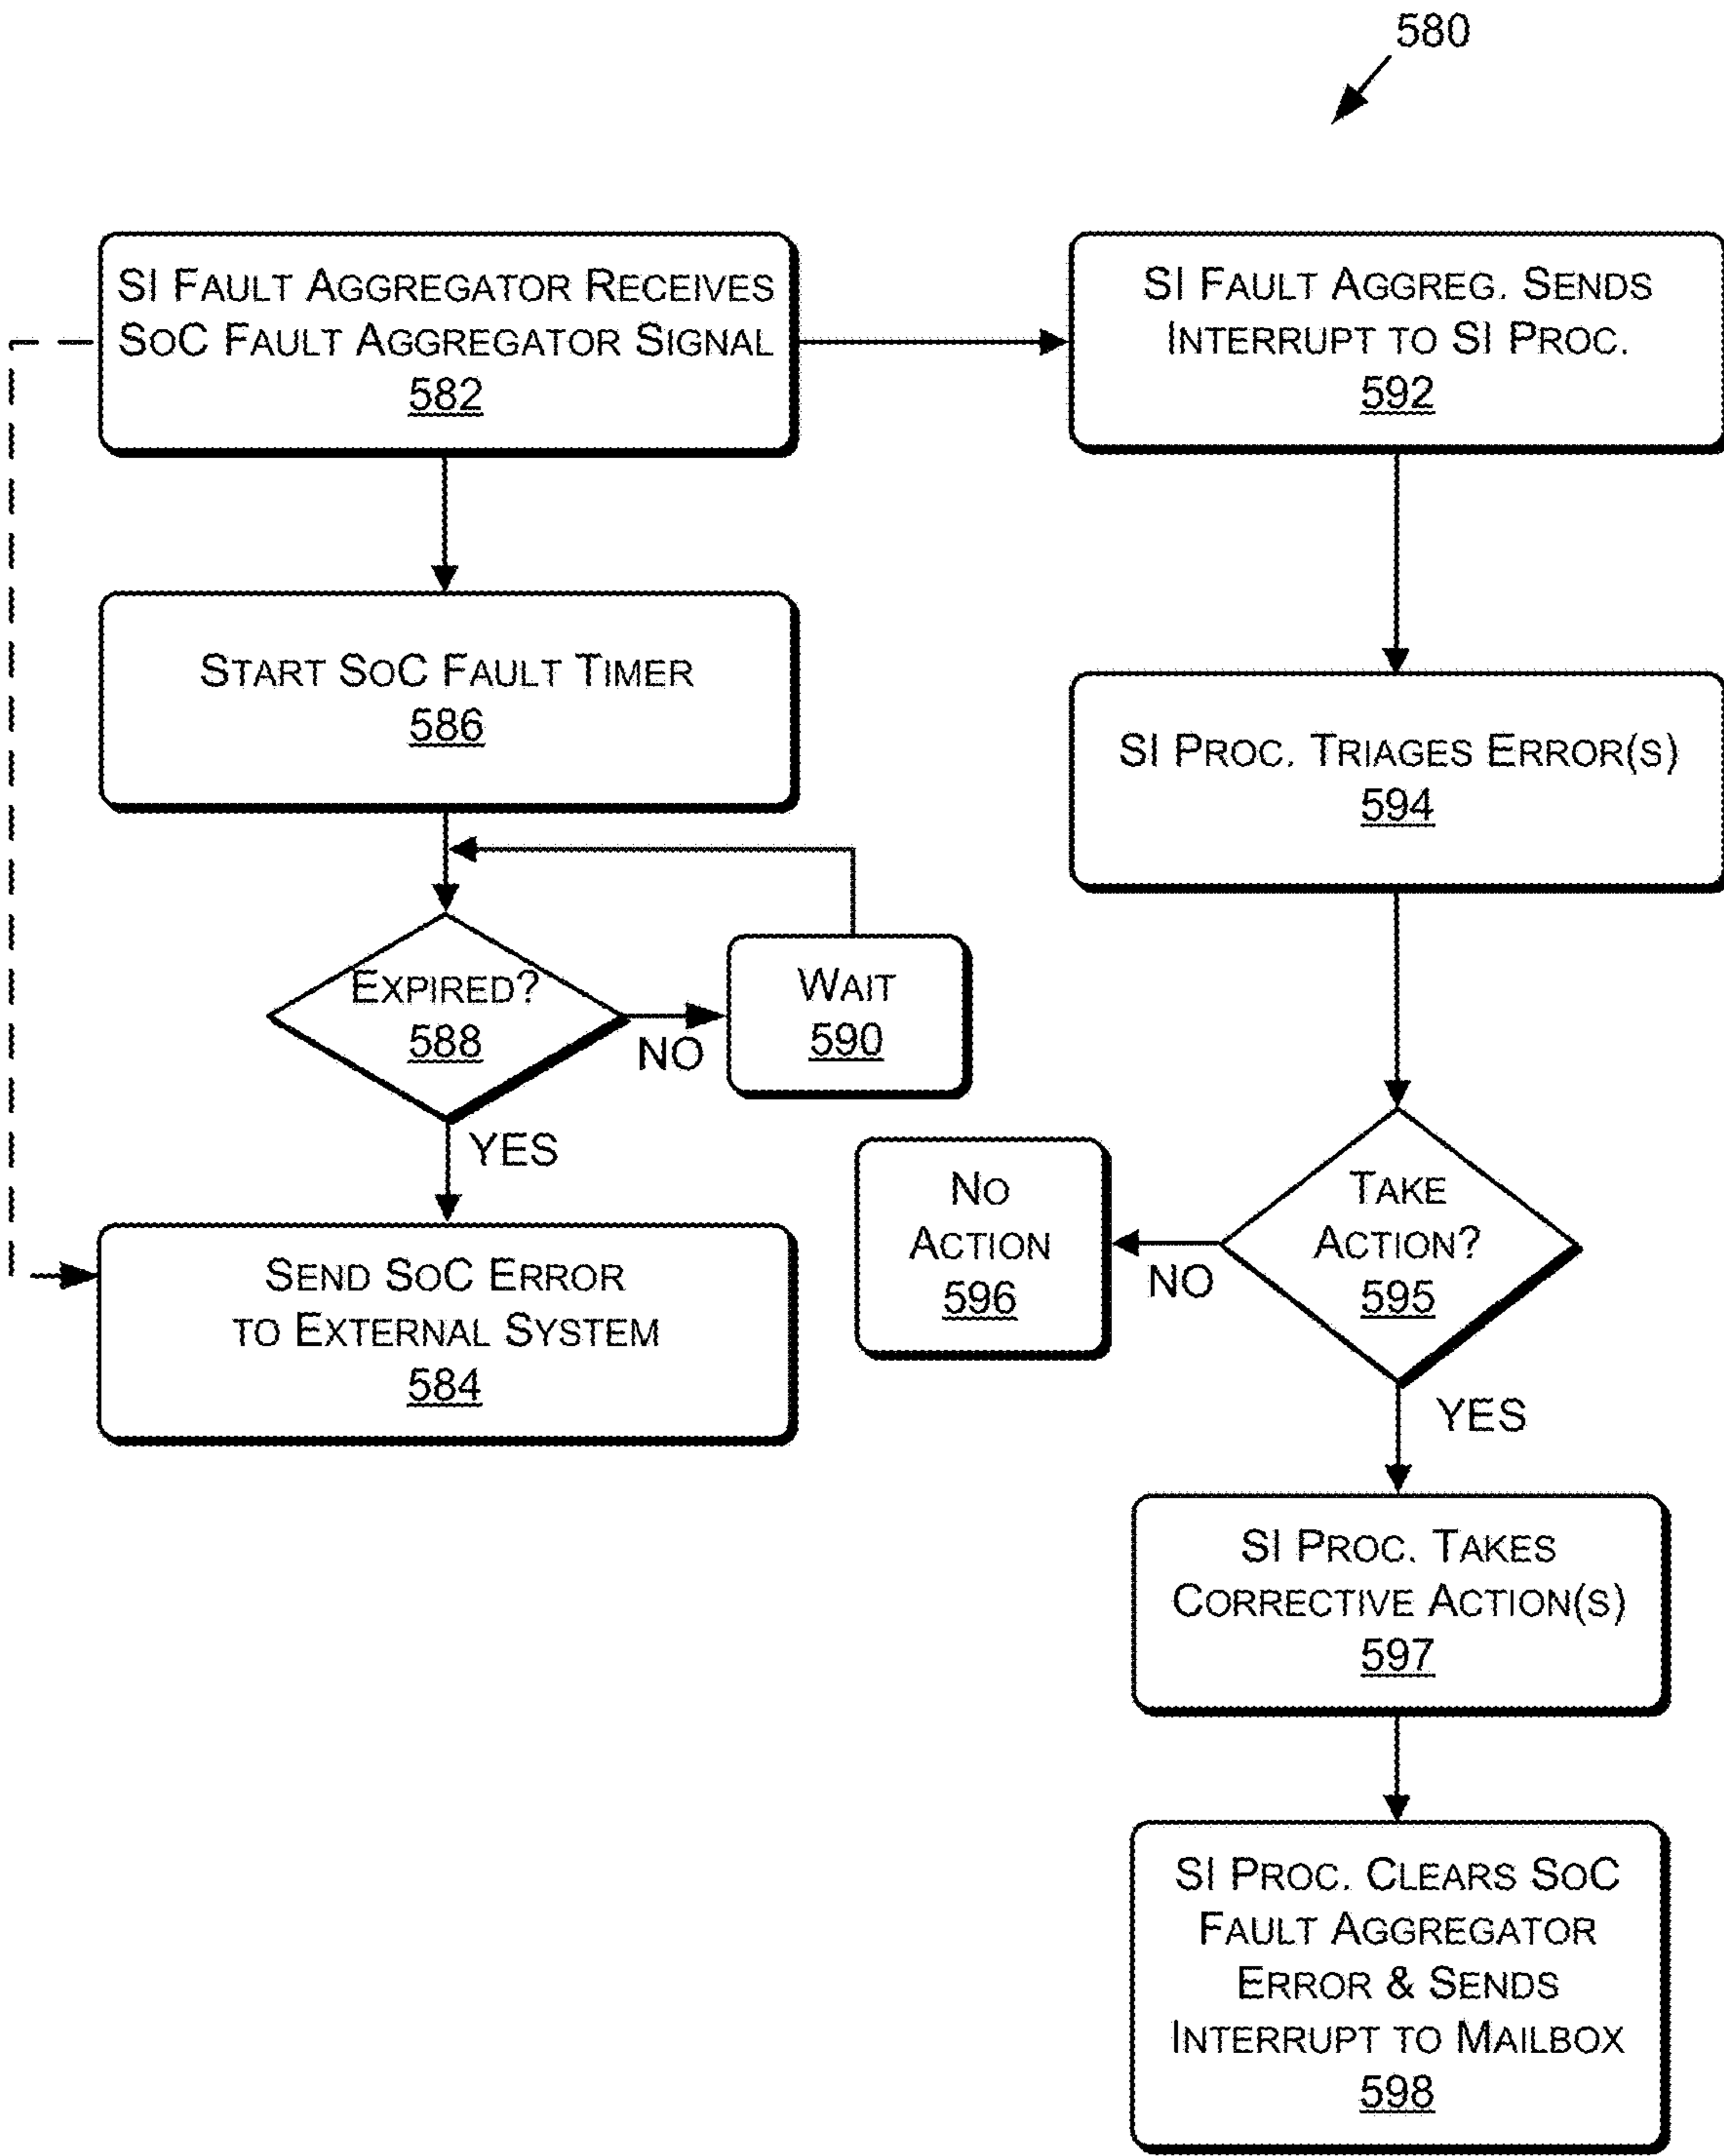 580
SI FAULT AGGREGATOR RECEIVES
SOC FAULT AGGREGATOR SIGNAL
582
SI FAULT AGGREG. SENDS
INTERRUPT TO SI PROC.
592
START SOC FAULT TIMER
586
SI PROC. TRIAGES ERROR(S)
594
EXPIRED?
588
NO
WAIT
590
YES
SEND SOC ERROR
TO EXTERNAL SYSTEM
584
TAKE
ACTION?
595
NO
NO
ACTION
596
YES
SI PROC. TAKES
CORRECTIVE ACTION(S)
597
SI PROC. CLEARS SOC
FAULT AGGREGATOR
ERROR & SENDS
INTERRUPT TO MAILBOX
598